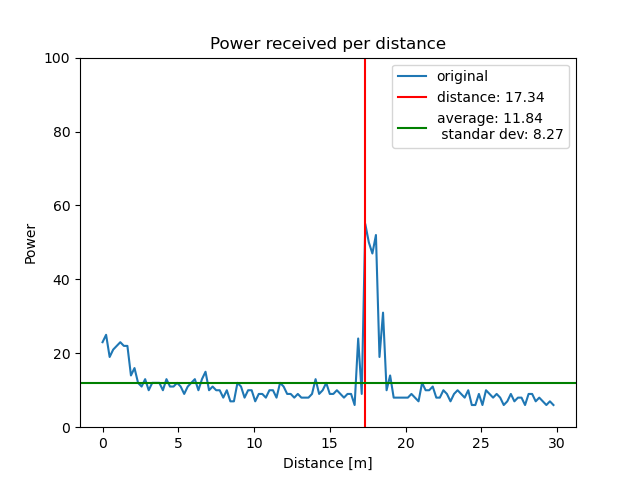 Power received per distance
100
80
60
40
20
0
Power
original
distance: 17.34
average: 11.84
standar dev: 8.27
0 5 10 15 20 25 30
Distance [m]